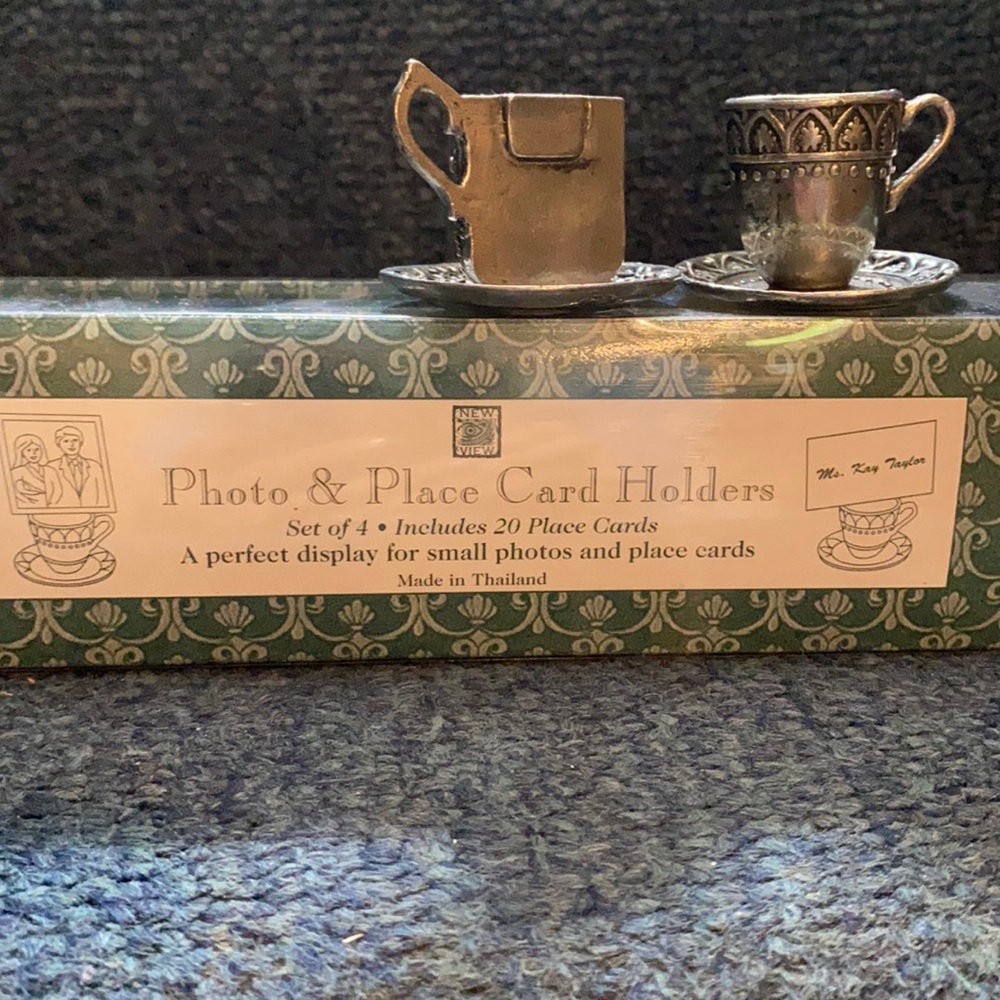 NEW
VIEW
Photo & Place Card Holders
Set of 4 • Includes 20 Place Cards
A perfect display for small photos and place cards
Made in Thailand
Ms. Kay Taylor